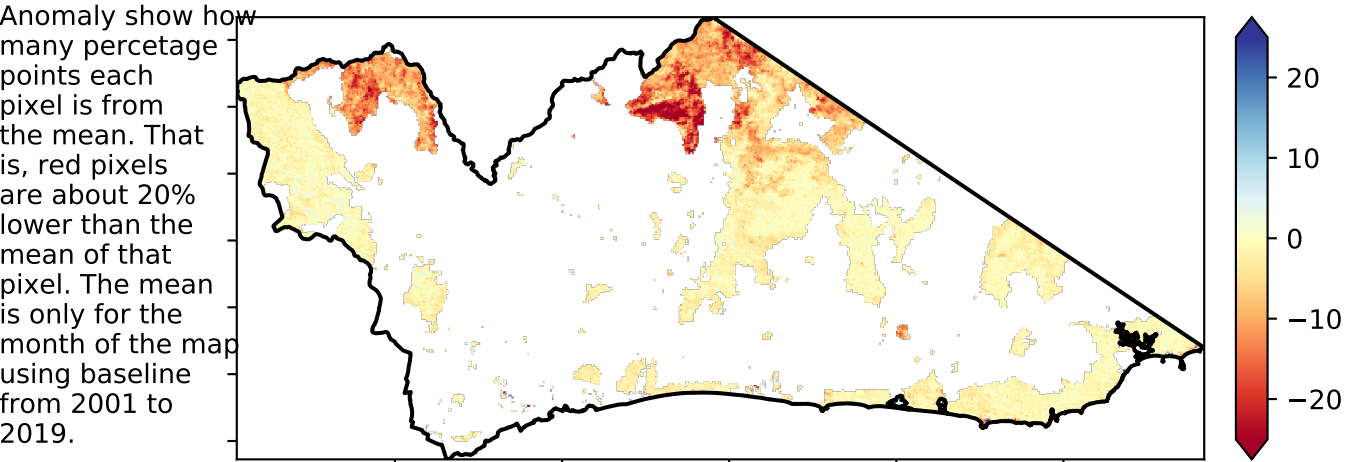 Anomaly show how
many percetage
points each
pixel is from
the mean. That
is, red pixels
are about 20%
lower than the
mean of that
pixel. The mean
is only for the
month of the map
using baseline
from 2001 to
2019.
20
10
0
−10
−20